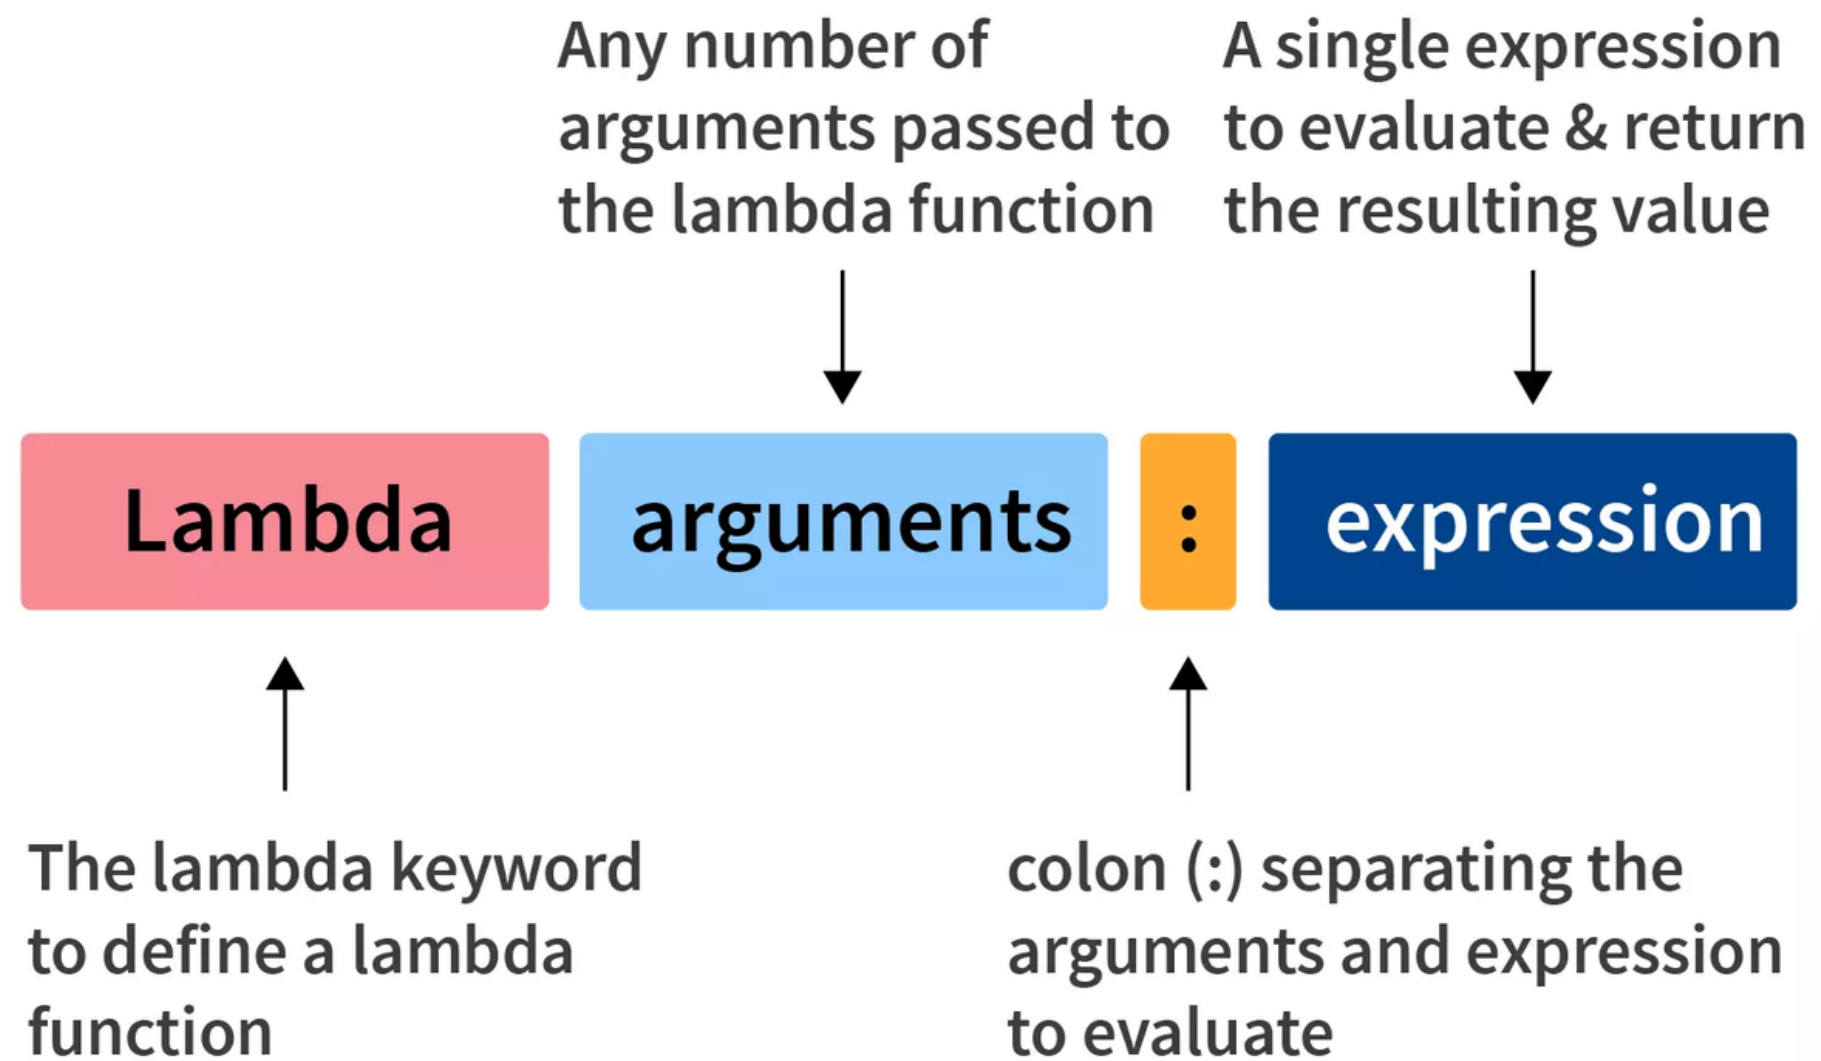 Any number of
arguments passed to
the lambda function
A single expression
to evaluate & return
the resulting value
Lambda
arguments
:
expression
The lambda keyword
to define a lambda
function
colon (:) separating the
arguments and expression
to evaluate